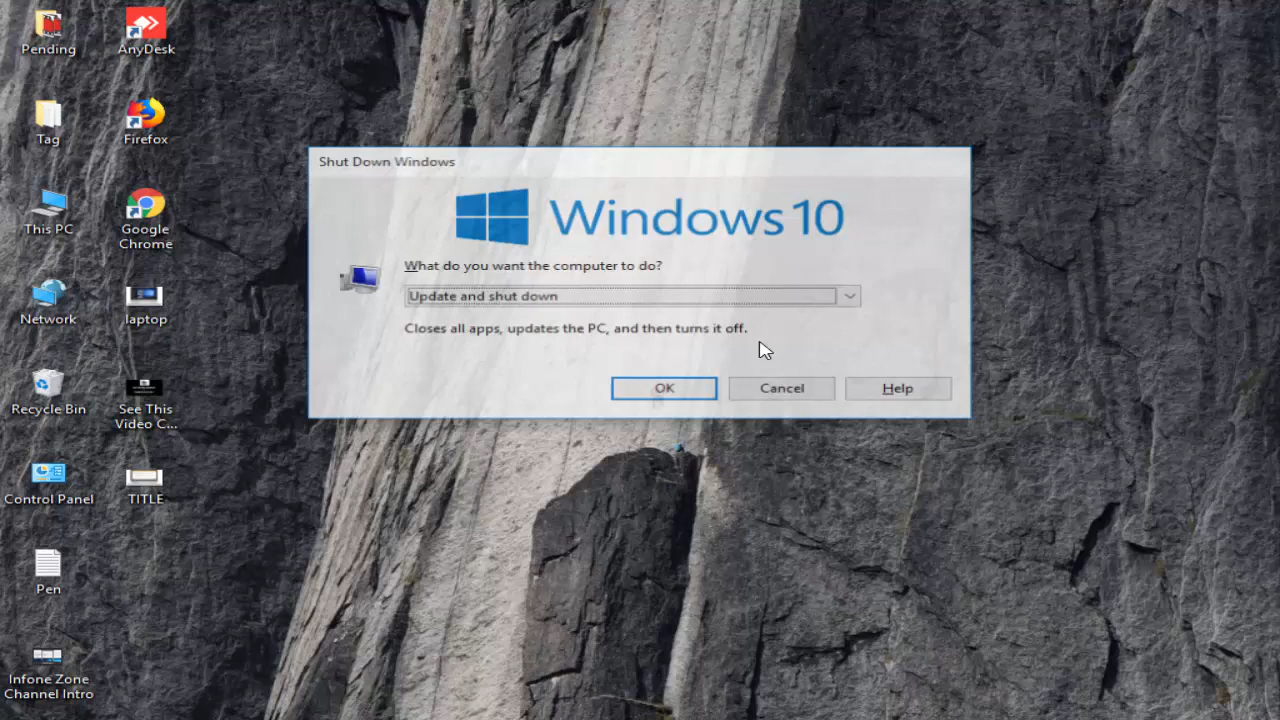 Pending
AnyDesk
Tag
Firefox
This PC
Google
Chrome
Network
laptop
Recycle Bin
See This
Video C...
Control Panel
TITLE
Pen
Infone Zone
Channel Intro
Shut Down Windows
Windows 10
What do you want the computer to do?
Update and shut down
Closes all apps, updates the PC, and then turns it off.
OK
Cancel
Help